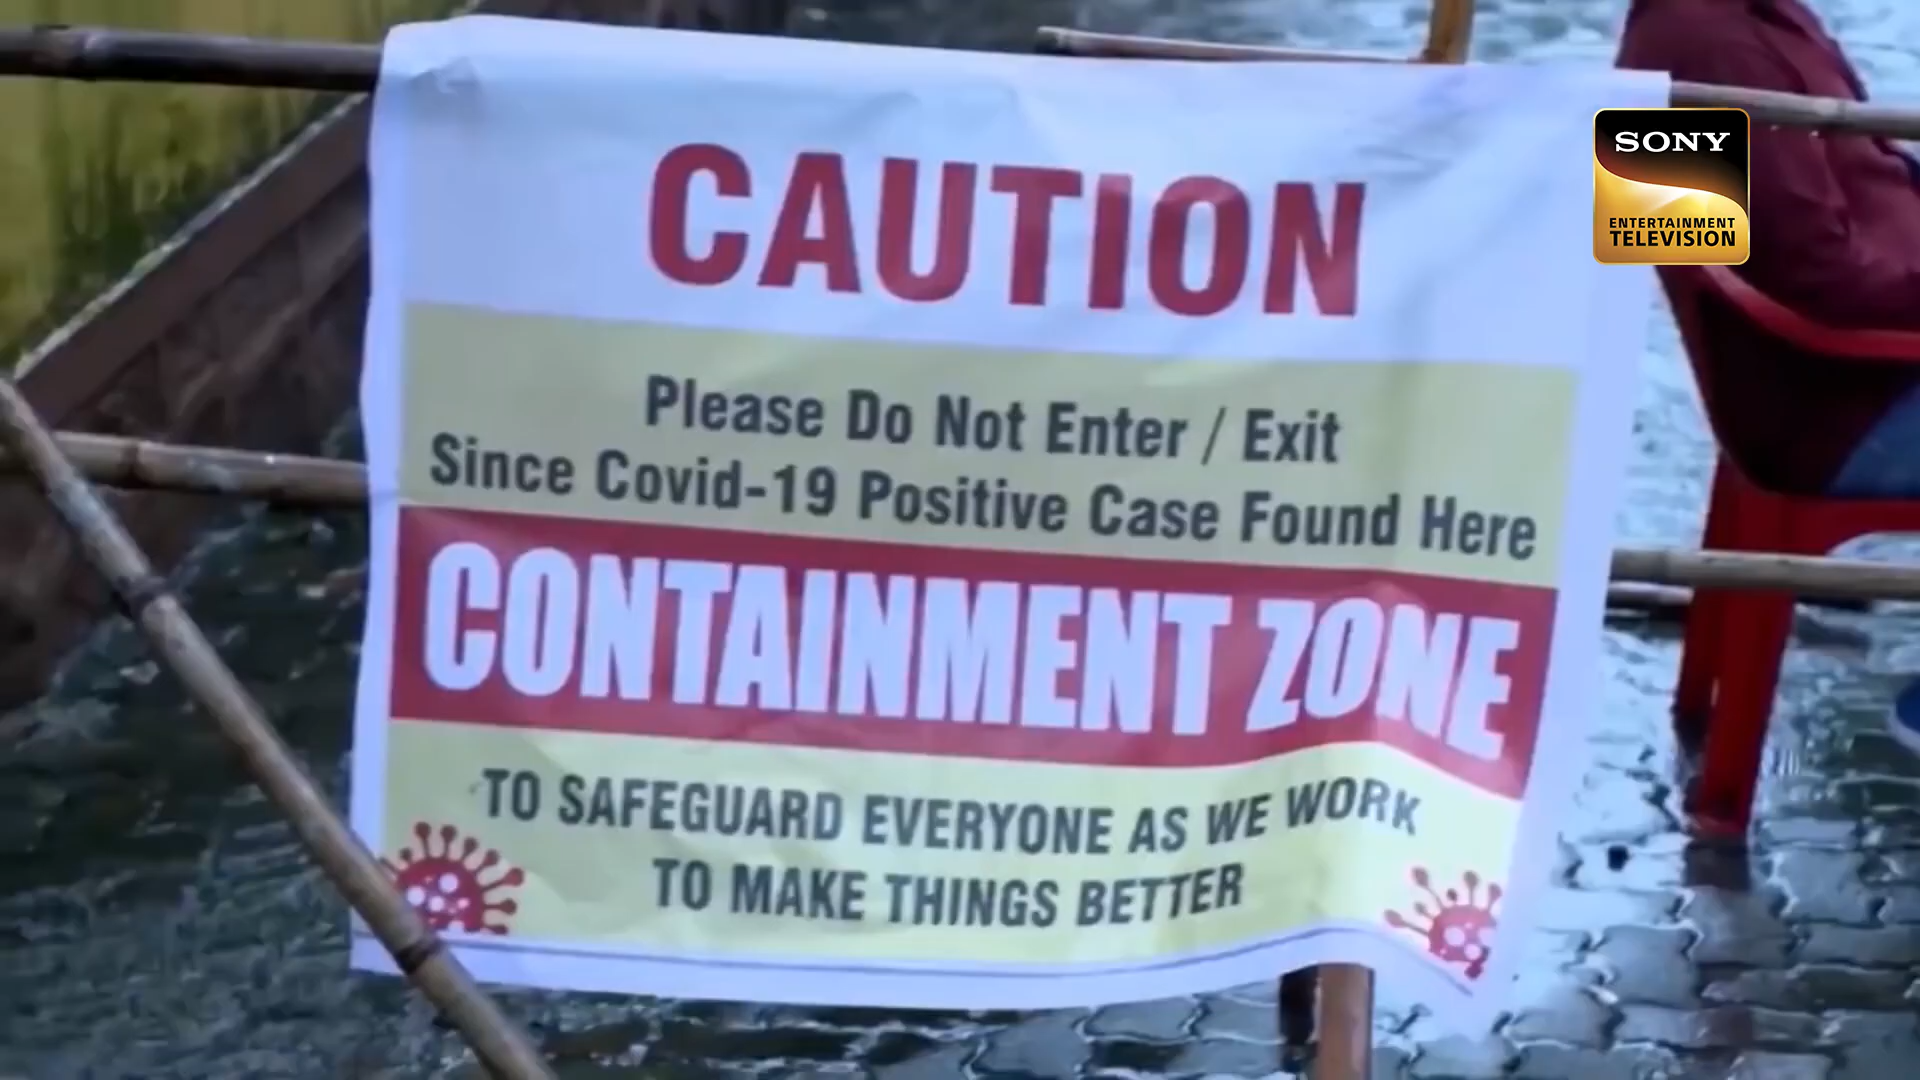 CAUTION
Please Do Not Enter / Exit
Since Covid-19 Positive Case Found Here
CONTAINMENT ZONE
TO SAFEGUARD EVERYONE AS WE WORK
TO MAKE THINGS BETTER
SONY
ENTERTAINMENT
TELEVISION